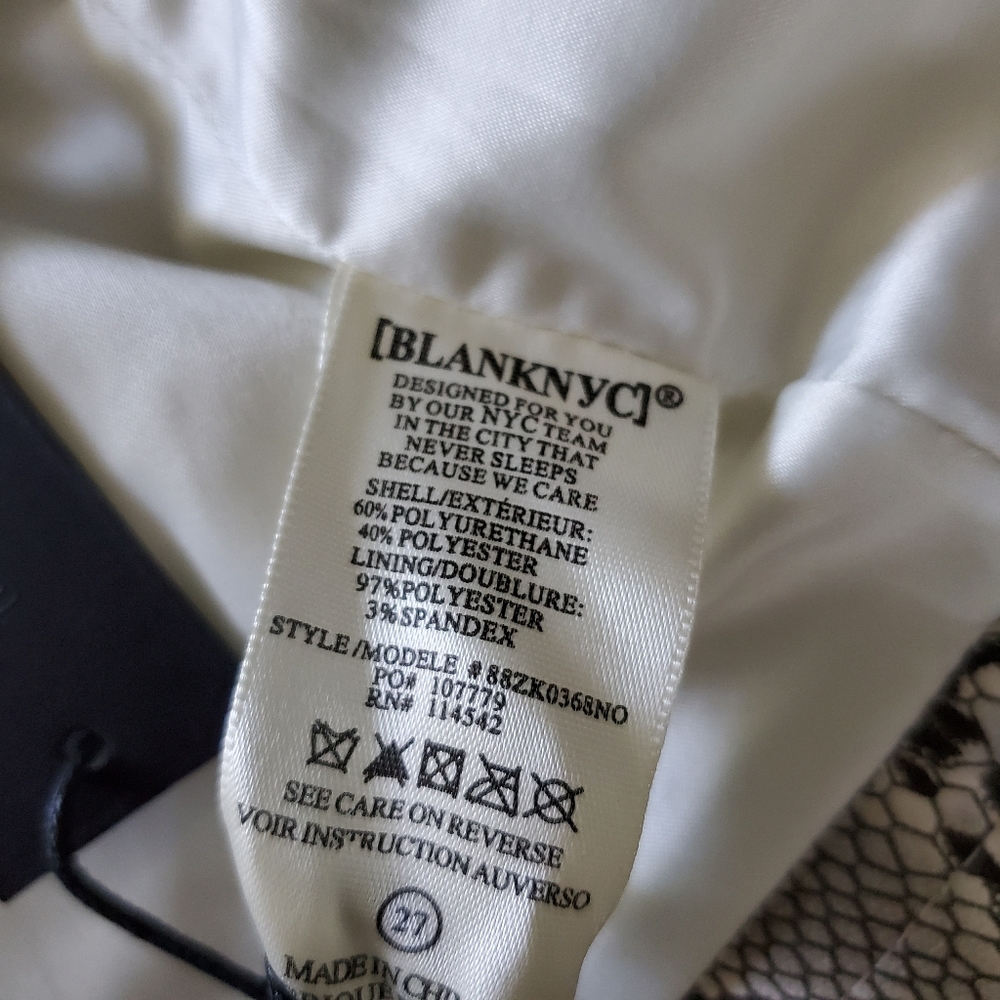 [BLANKNYC]®
DESIGNED FOR YOU
BY OUR NYC TEAM
IN THE CITY THAT
NEVER SLEEPS
BECAUSE WE CARE
SHELL/EXTÉRIEUR:
60% POLYURETHANE
40% POLYESTER
LINING/DOUBLURE:
97%POLYESTER
3%SPANDEX
STYLE/MODELE #88ZK0368NO
PO# 107779
RN# 114542
SEE CARE ON REVERSE
VOIR INSTRUCTION AUVERSO
27
MADE IN